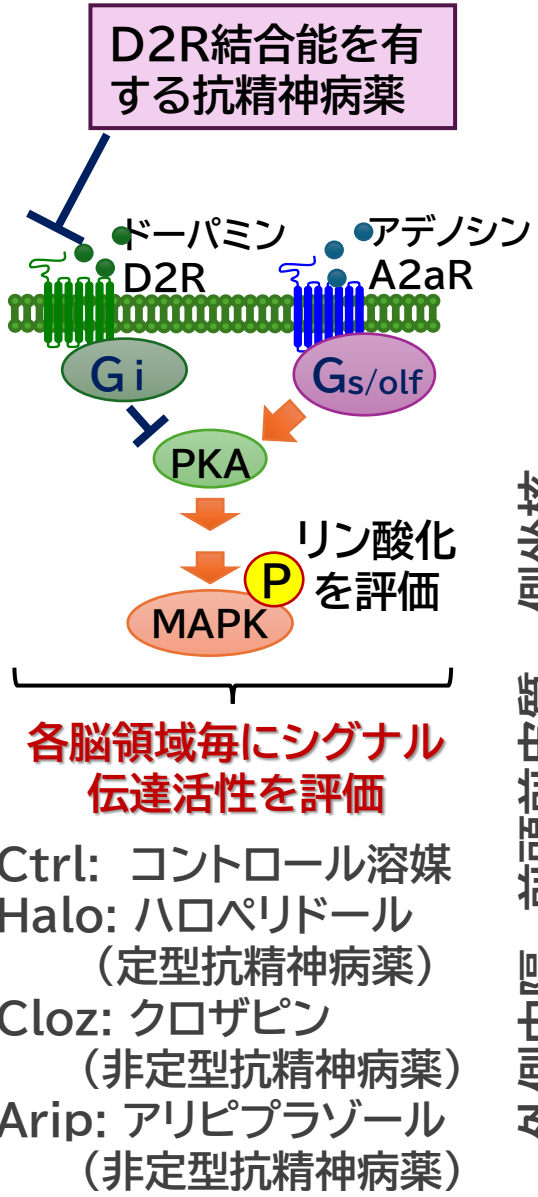 D2R結合能を有
する抗精神病薬
ドーパミン
D2R
アデノシン
A2aR
Gi
Gs/olf
PKA
リン酸化
を評価
P
MAPK
各脳領域毎にシグナル
伝達活性を評価
Ctrl: コントロール溶媒
Halo: ハロペリドール
(定型抗精神病薬)
Cloz: クロザピン
(非定型抗精神病薬)
Arip: アリピプラゾール
(非定型抗精神病薬)